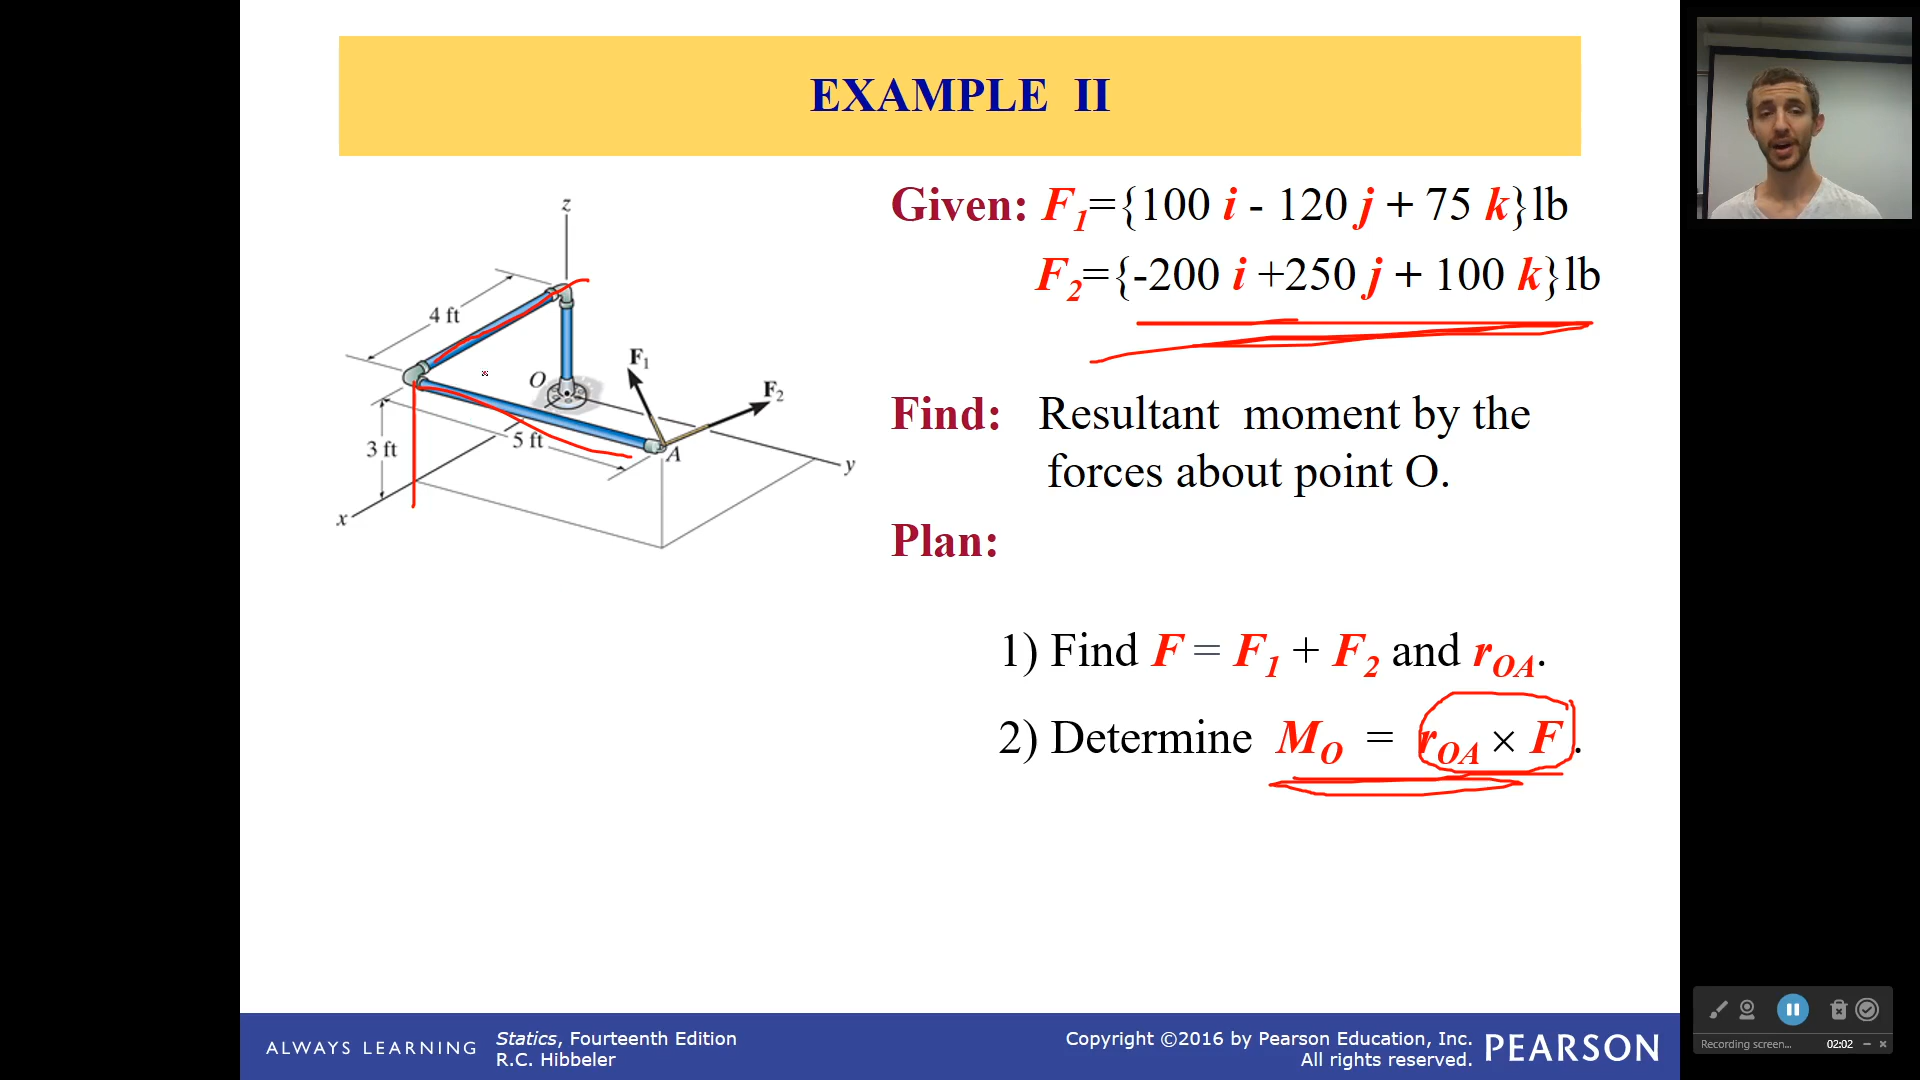 EXAMPLE II
Given: F1={100 i - 120 j + 75 k}lb
F2={-200 i +250 j + 100 k}lb
Find: Resultant moment by the
forces about point O.
Plan:
1) Find F = F1 + F2 and rOA.
2) Determine MO = rOA × F.
z
4 ft
O
F1
F2
3 ft
5 ft
A
y
x
ALWAYS LEARNING
Statics, Fourteenth Edition
R.C. Hibbeler
Copyright ©2016 by Pearson Education, Inc.
All rights reserved.
PEARSON
Recording screen... 02:02